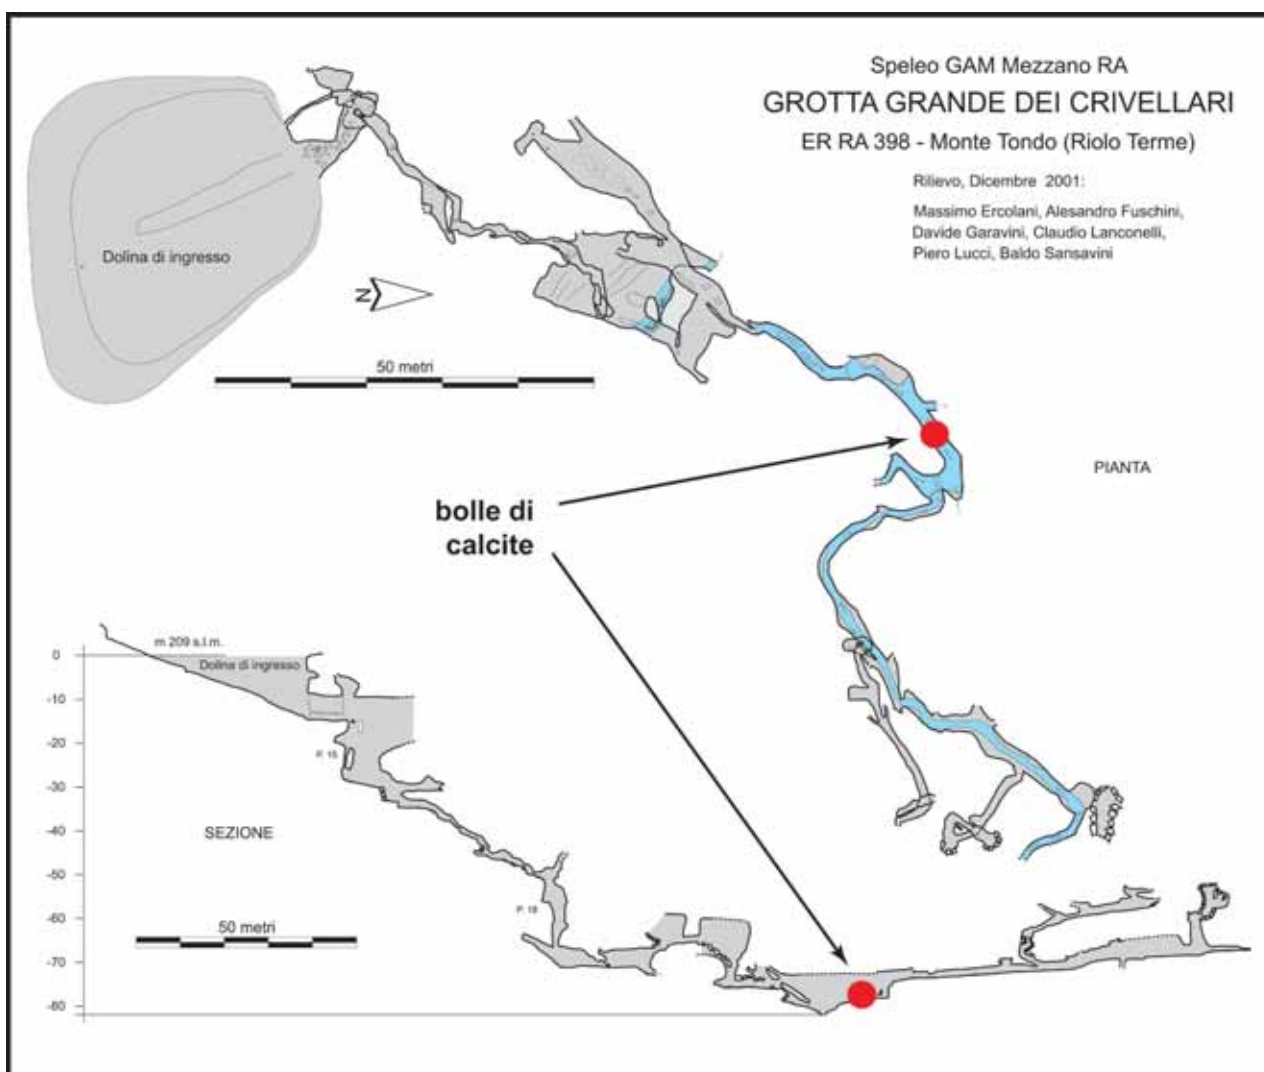 Speleo GAM Mezzano RA
GROTTA GRANDE DEI CRIVELLARI
ER RA 398 - Monte Tondo (Riolo Terme)
Rilievo, Dicembre 2001:
Massimo Ercolani, Alesandro Fuschini,
Davide Garavini, Claudio Lanconelli,
Piero Lucci, Baldo Sansavini
Dolina di ingresso
N
50 metri
PIANTA
bolle di
calcite
m 209 s.l.m.
Dolina di ingresso
0
-10
-20
-30
-40
-50
-60
-70
-80
P. 15
SEZIONE
P. 18
50 metri